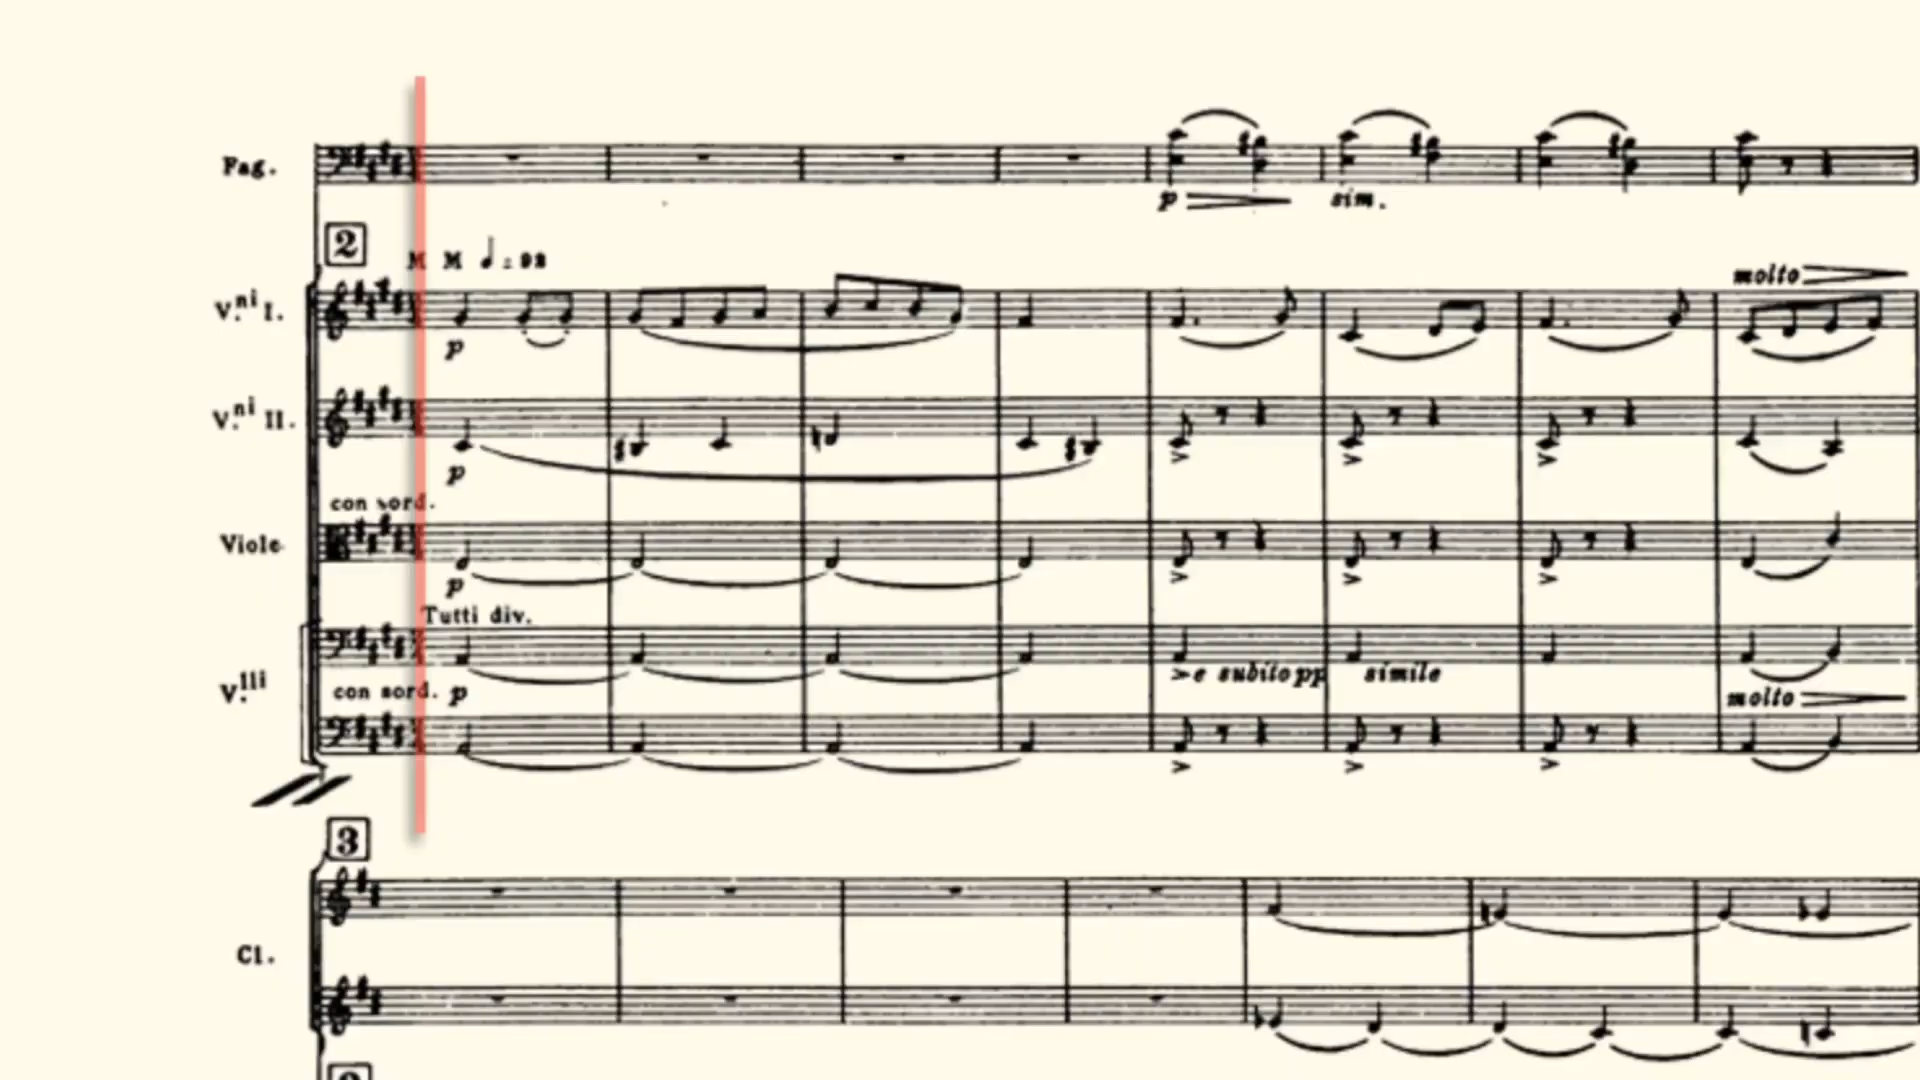 Fag.
p sim.
2
M M = 98
V.ni I.
molto
p
V.ni II.
p
con sord.
Viole
p
Tutti div.
V.lli
> e subito pp simile
con sord. p
molto
3
Cl.